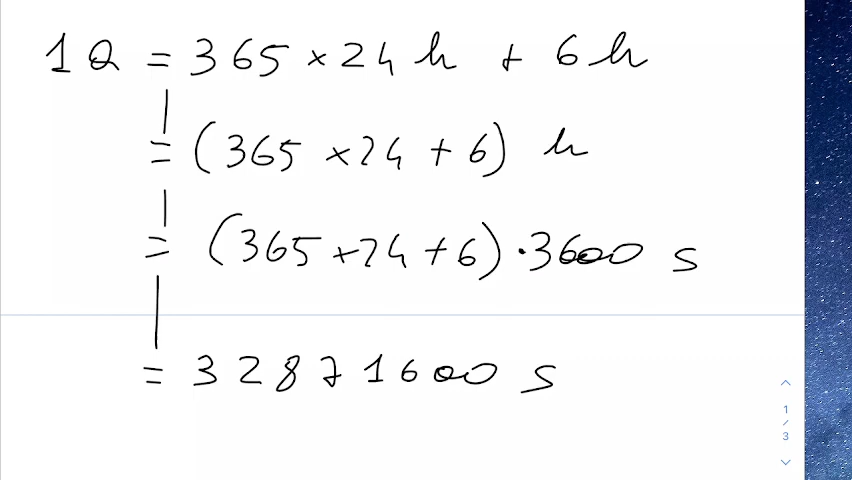 1 a = 365 × 24 h + 6 h
= (365 × 24 + 6) h
= (365 × 24 + 6) · 3600 s
= 32871600 s
1
/
3